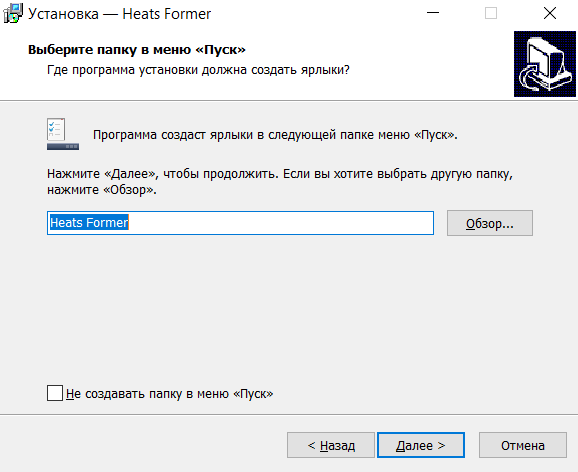 Установка — Heats Former
Выберите папку в меню «Пуск»
Где программа установки должна создать ярлыки?
Программа создаст ярлыки в следующей папке меню «Пуск».
Нажмите «Далее», чтобы продолжить. Если вы хотите выбрать другую папку,
нажмите «Обзор».
Heats Former
Обзор...
Не создавать папку в меню «Пуск»
< Назад
Далее >
Отмена